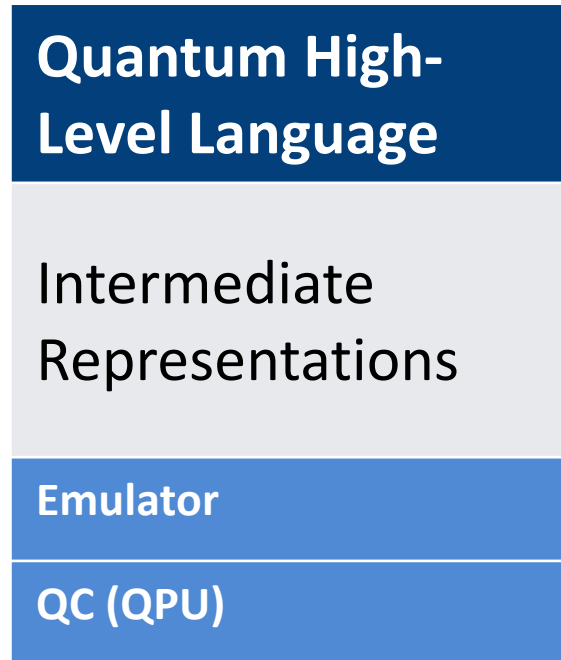 Quantum High-
Level Language
Intermediate
Representations
Emulator
QC (QPU)